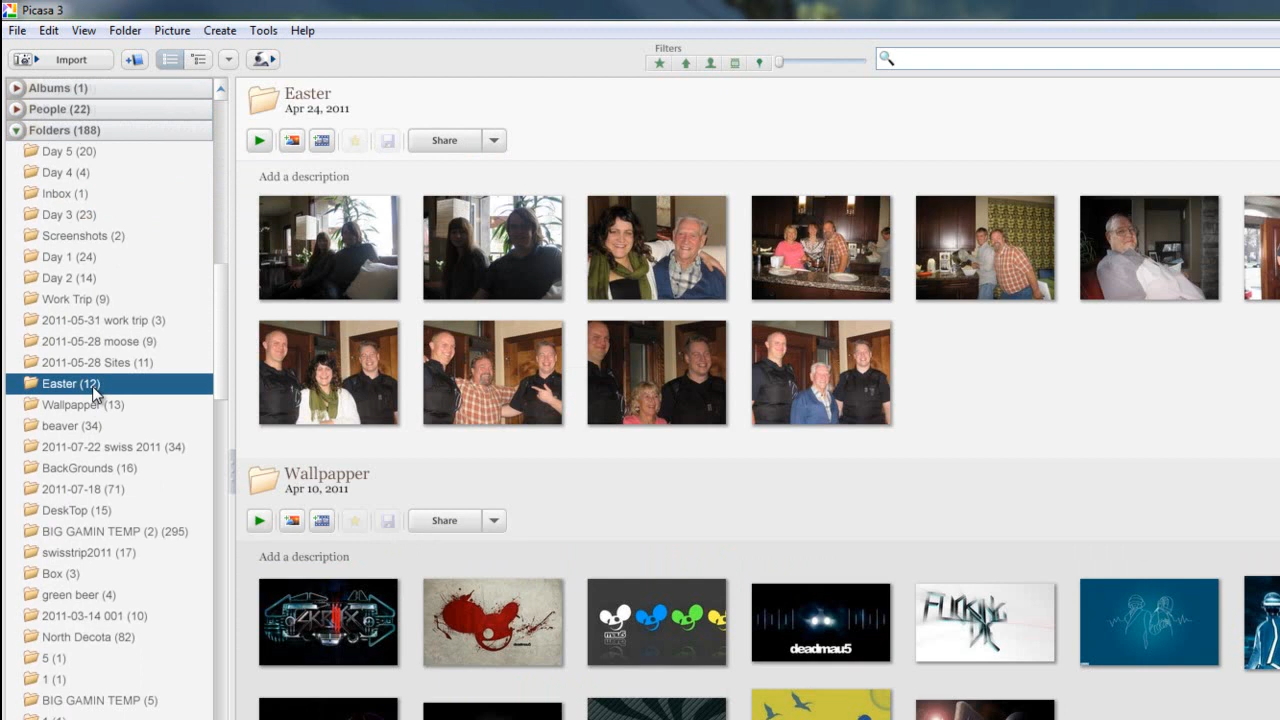 Picasa 3
File Edit View Folder Picture Create Tools Help
Import
Filters
Albums (1)
People (22)
Folders (188)
Day 5 (20)
Day 4 (4)
Inbox (1)
Day 3 (23)
Screenshots (2)
Day 1 (24)
Day 2 (14)
Work Trip (9)
2011-05-31 work trip (3)
2011-05-28 moose (9)
2011-05-28 Sites (11)
Easter (12)
Wallpapper (13)
beaver (34)
2011-07-22 swiss 2011 (34)
BackGrounds (16)
2011-07-18 (71)
DeskTop (15)
BIG GAMIN TEMP (2) (295)
swisstrip2011 (17)
Box (3)
green beer (4)
2011-03-14 001 (10)
North Decota (82)
5 (1)
1 (1)
BIG GAMIN TEMP (5)
Easter
Apr 24, 2011
Share
Add a description
Wallpapper
Apr 10, 2011
Share
Add a description
deadmau5